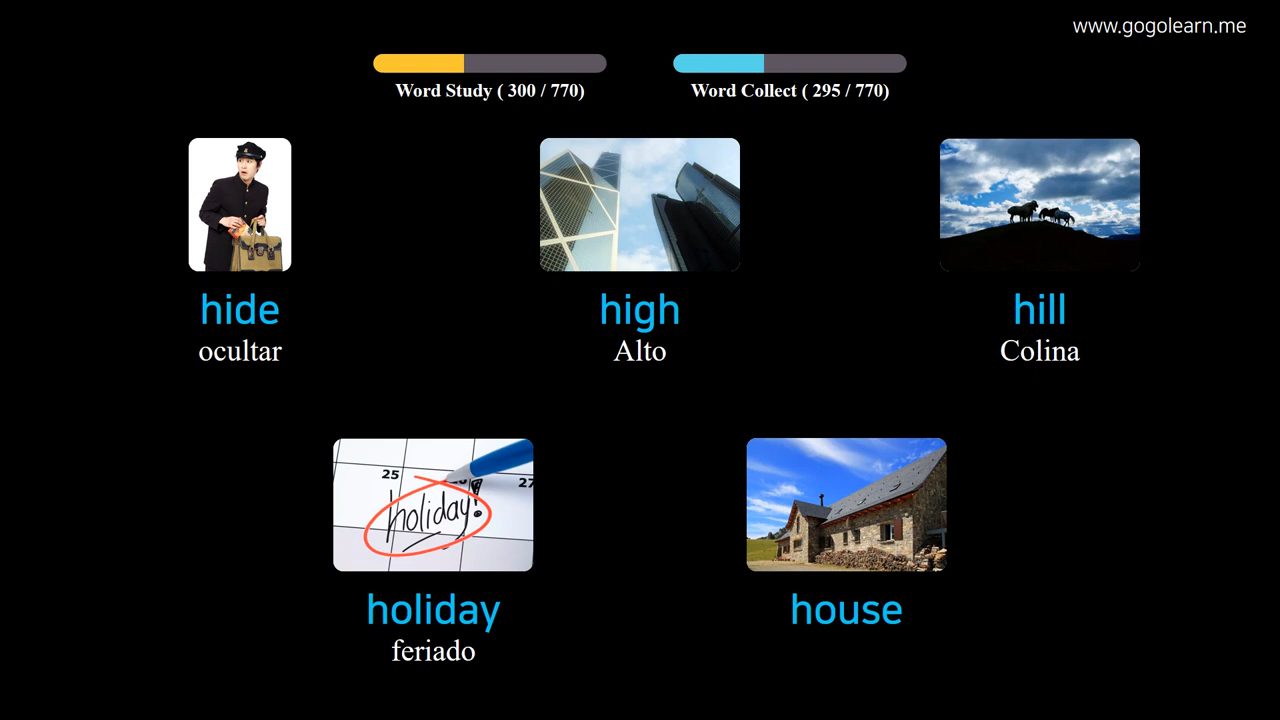 www.gogolearn.me
Word Study ( 300 / 770)
Word Collect ( 295 / 770)
hide
ocultar
high
Alto
hill
Colina
25
27
holiday!
holiday
feriado
house